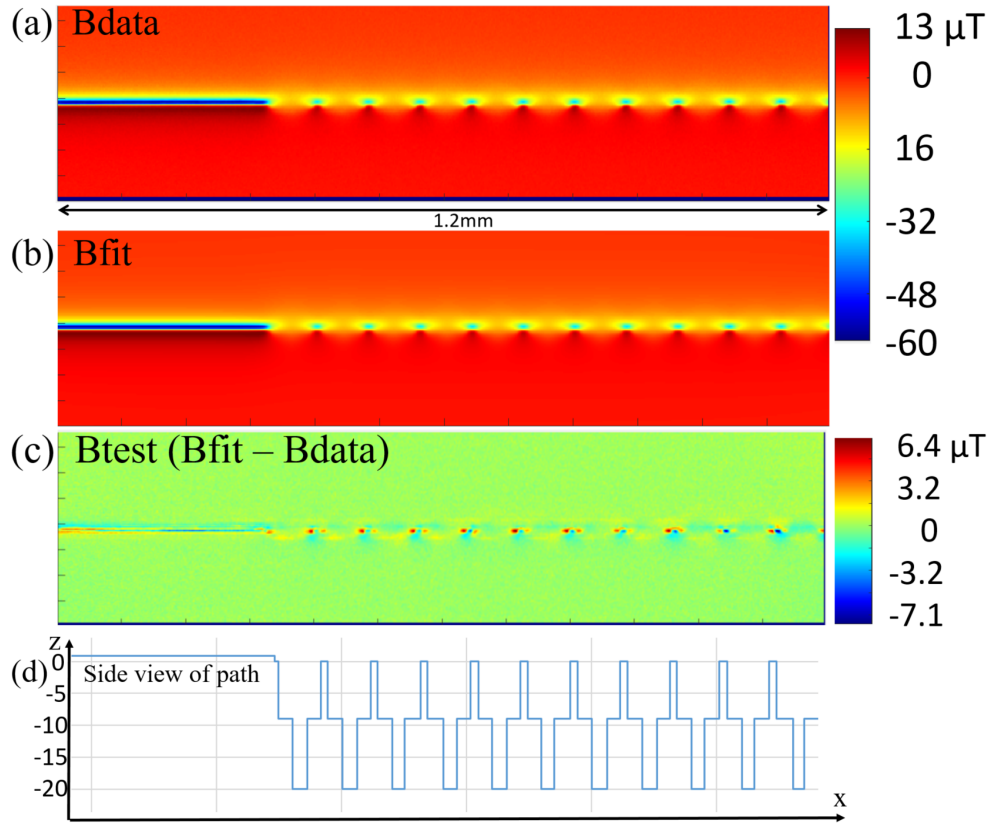 (a) Bdata
13 μT
0
16
-32
-48
-60
1.2mm
(b) Bfit
(c) Btest (Bfit – Bdata)
6.4 μT
3.2
0
-3.2
-7.1
(d) Side view of path
z
0
-5
-10
-15
-20
x